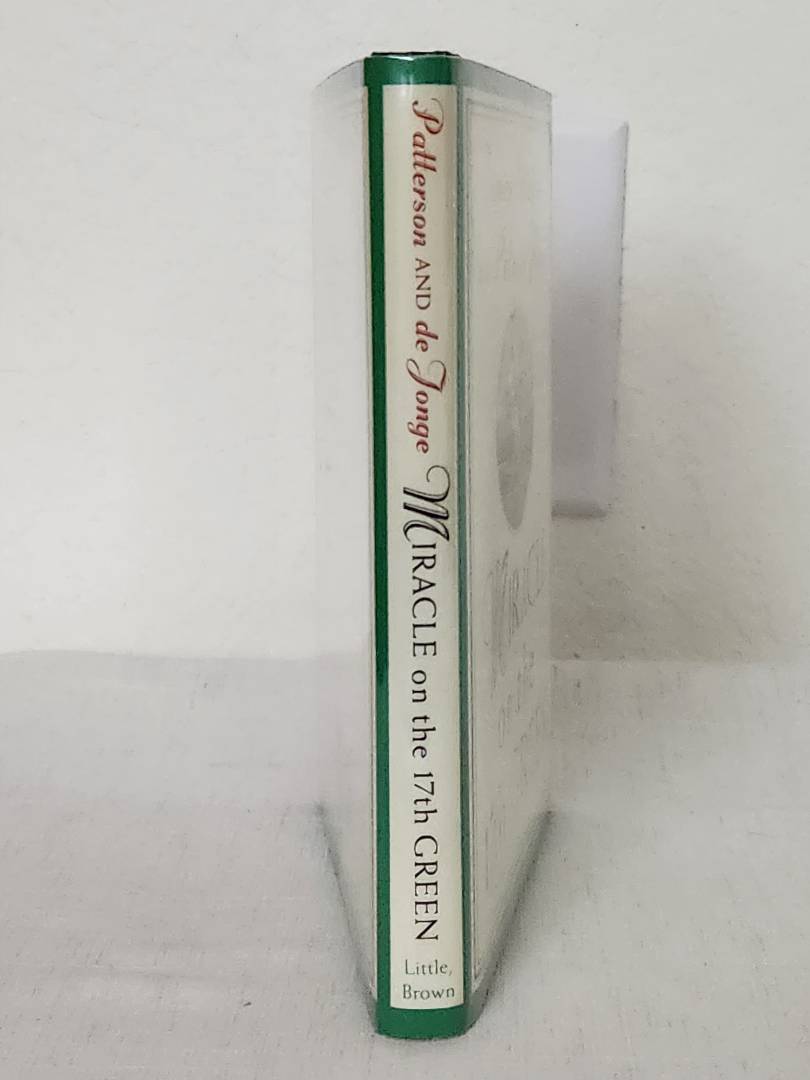 Patterson AND de Jonge MIRACLE on the 17th GREEN
Little,
Brown